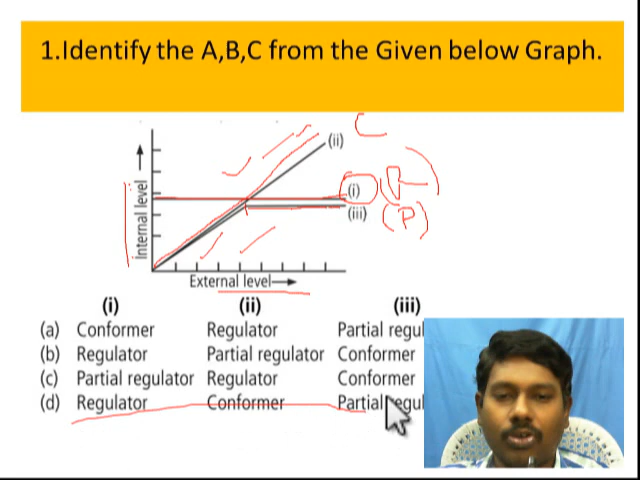 1.Identify the A,B,C from the Given below Graph.
C
(ii)
(i) R
(iii) (P)
Internal level
External level
(i) (ii) (iii)
(a) Conformer Regulator Partial regul
(b) Regulator Partial regulator Conformer
(c) Partial regulator Regulator Conformer
(d) Regulator Conformer Partial regul